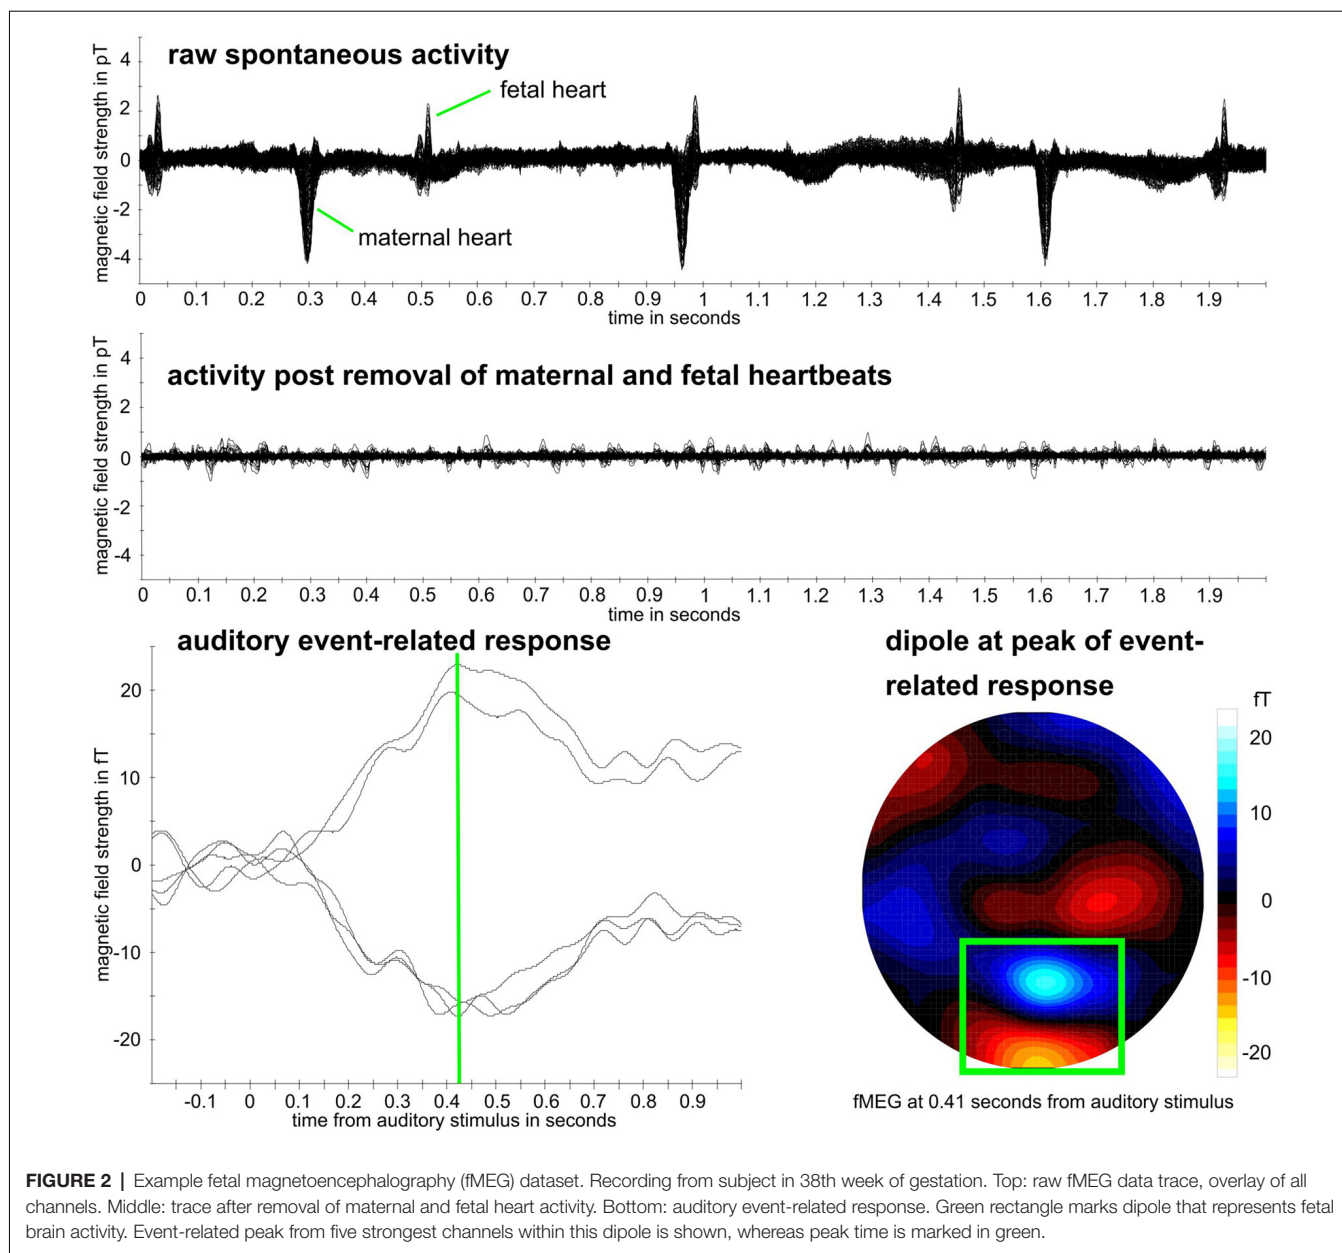 raw spontaneous activity
fetal heart
maternal heart
magnetic field strength in pT
4
2
0
-2
-4
0 0.1 0.2 0.3 0.4 0.5 0.6 0.7 0.8 0.9 1 1.1 1.2 1.3 1.4 1.5 1.6 1.7 1.8 1.9
time in seconds
activity post removal of maternal and fetal heartbeats
magnetic field strength in pT
4
2
0
-2
-4
0 0.1 0.2 0.3 0.4 0.5 0.6 0.7 0.8 0.9 1 1.1 1.2 1.3 1.4 1.5 1.6 1.7 1.8 1.9
time in seconds
auditory event-related response
magnetic field strength in fT
20
10
0
-10
-20
-0.1 0 0.1 0.2 0.3 0.4 0.5 0.6 0.7 0.8 0.9
time from auditory stimulus in seconds
dipole at peak of event-
related response
fT
20
10
0
-10
-20
fMEG at 0.41 seconds from auditory stimulus
FIGURE 2 | Example fetal magnetoencephalography (fMEG) dataset. Recording from subject in 38th week of gestation. Top: raw fMEG data trace, overlay of all
channels. Middle: trace after removal of maternal and fetal heart activity. Bottom: auditory event-related response. Green rectangle marks dipole that represents fetal
brain activity. Event-related peak from five strongest channels within this dipole is shown, whereas peak time is marked in green.